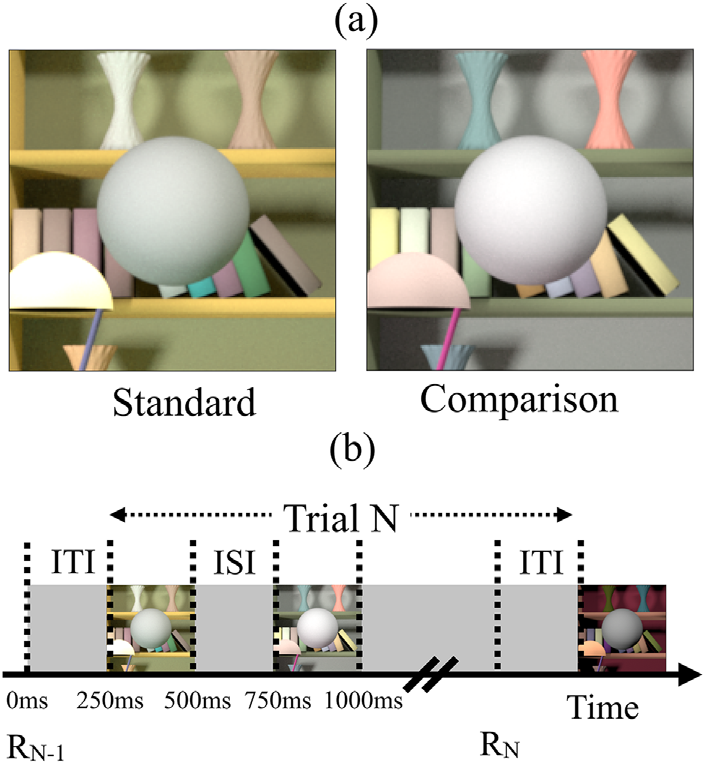 (a)
Standard
Comparison
(b)
Trial N
ITI
ISI
ITI
0ms
250ms
500ms
750ms
1000ms
Time
RN-1
RN